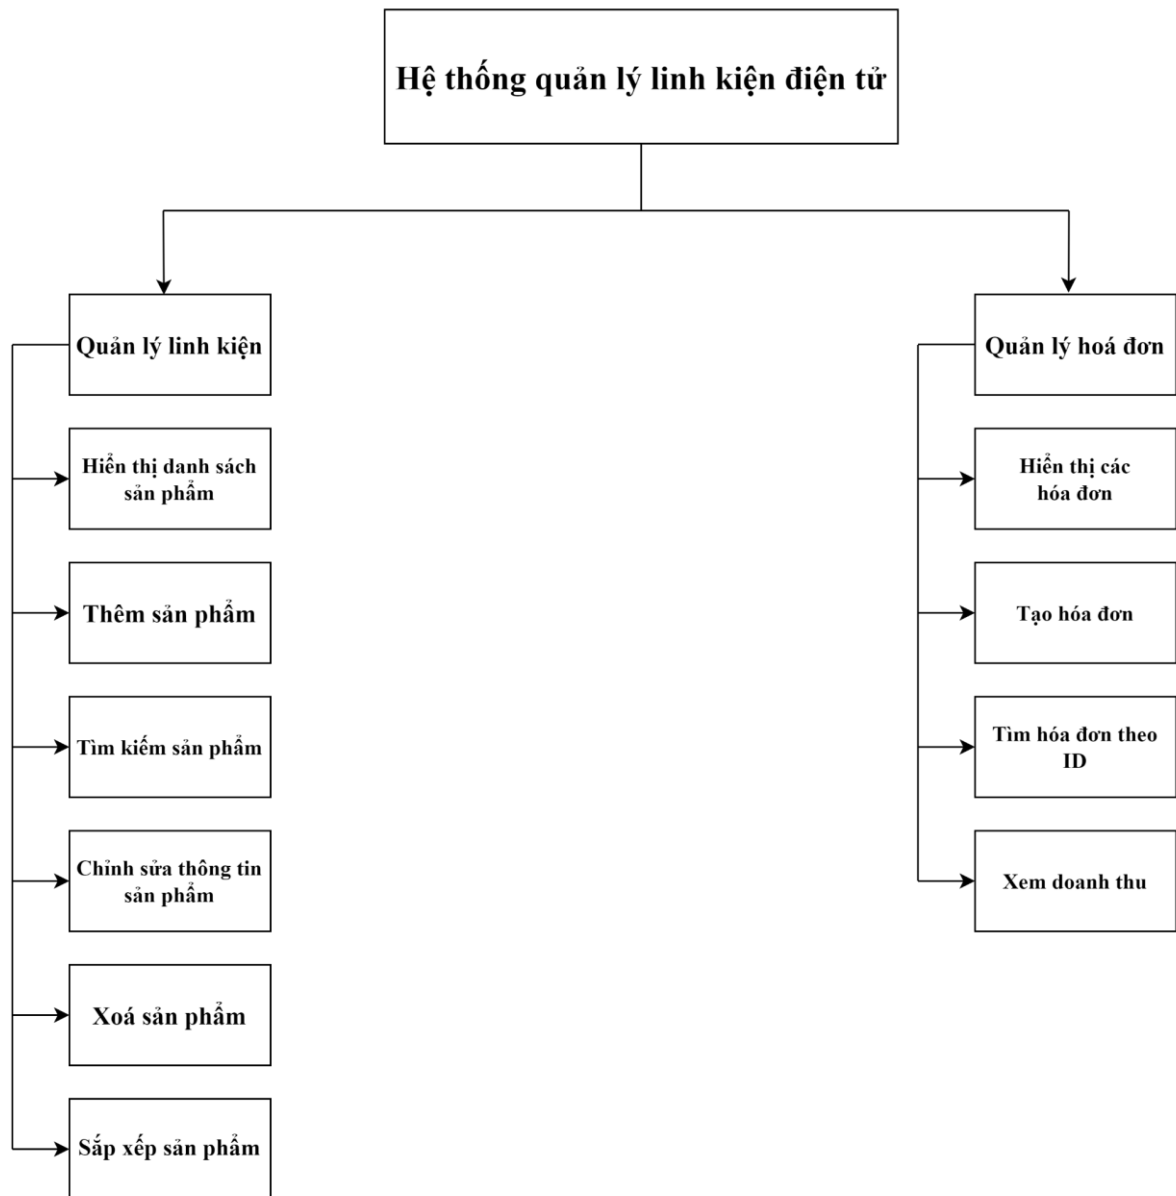 Hệ thống quản lý linh kiện điện tử
Quản lý linh kiện
Hiển thị danh sách
sản phẩm
Thêm sản phẩm
Tìm kiếm sản phẩm
Chỉnh sửa thông tin
sản phẩm
Xoá sản phẩm
Sắp xếp sản phẩm
Quản lý hoá đơn
Hiển thị các
hóa đơn
Tạo hóa đơn
Tìm hóa đơn theo
ID
Xem doanh thu